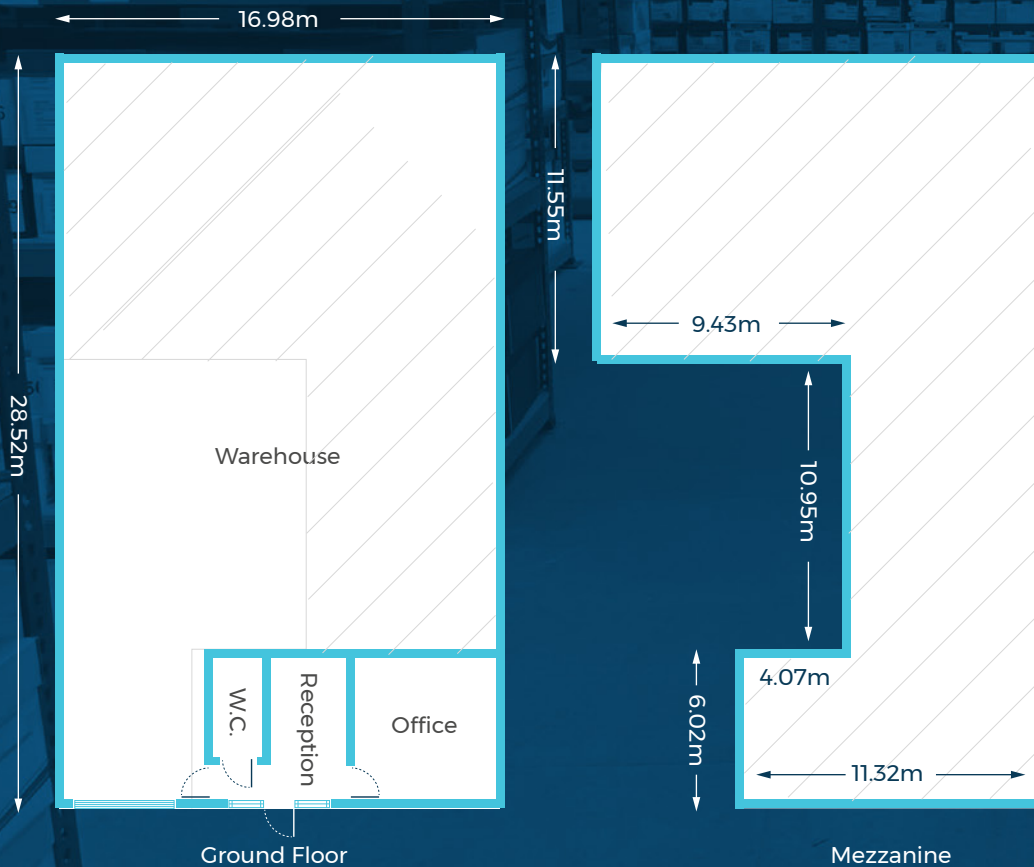 16.98m
28.52m
11.55m
9.43m
10.95m
Warehouse
4.07m
6.02m
W.C.
Reception
Office
11.32m
Ground Floor
Mezzanine